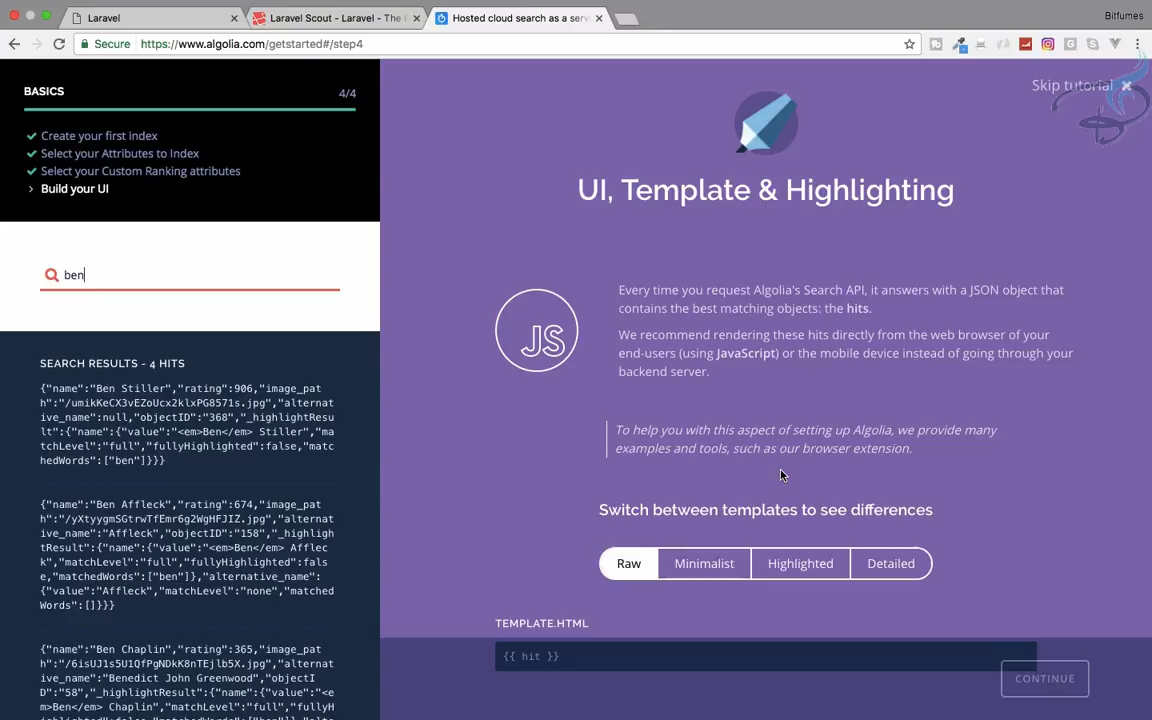 Laravel
Laravel Scout - Laravel - The
Hosted cloud search as a serv
Bitfumes
Secure
https://www.algolia.com/getstarted#/step4
BASICS
4/4
Create your first index
Select your Attributes to Index
Select your Custom Ranking attributes
Build your UI
ben
SEARCH RESULTS - 4 HITS
{"name":"Ben Stiller","rating":906,"image_pat
h":"/umikKeCX3vEZoUcx2klxPG8571s.jpg","alternat
ive_name":null,"objectID":"368","_highlightResu
lt":{"name":{"value":"<em>Ben</em> Stiller","ma
tchLevel":"full","fullyHighlighted":false,"matc
hedWords":["ben"]}}}
{"name":"Ben Affleck","rating":674,"image_pat
h":"/yXtyygmSGtrwTfEmr6g2WgHFJIZ.jpg","alternat
ive_name":"Affleck","objectID":"158","_highligh
tResult":{"name":{"value":"<em>Ben</em> Afflec
k","matchLevel":"full","fullyHighlighted":fals
e,"matchedWords":["ben"]},"alternative_name":
{"value":"Affleck","matchLevel":"none","matched
Words":[]}}}
{"name":"Ben Chaplin","rating":365,"image_pat
h":"/6isUJ1s5U1QfPgNDkK8nTEjlb5X.jpg","alternat
ive_name":"Benedict John Greenwood","objectI
D":"58","_highlightResult":{"name":{"value":"<e
m>Ben</em> Chaplin","matchLevel":"full","fullyH
Skip tutorial
UI, Template & Highlighting
JS
Every time you request Algolia's Search API, it answers with a JSON object that
contains the best matching objects: the hits.
We recommend rendering these hits directly from the web browser of your
end-users (using JavaScript) or the mobile device instead of going through your
backend server.
To help you with this aspect of setting up Algolia, we provide many
examples and tools, such as our browser extension.
Switch between templates to see differences
Raw
Minimalist
Highlighted
Detailed
TEMPLATE.HTML
{{ hit }}
CONTINUE